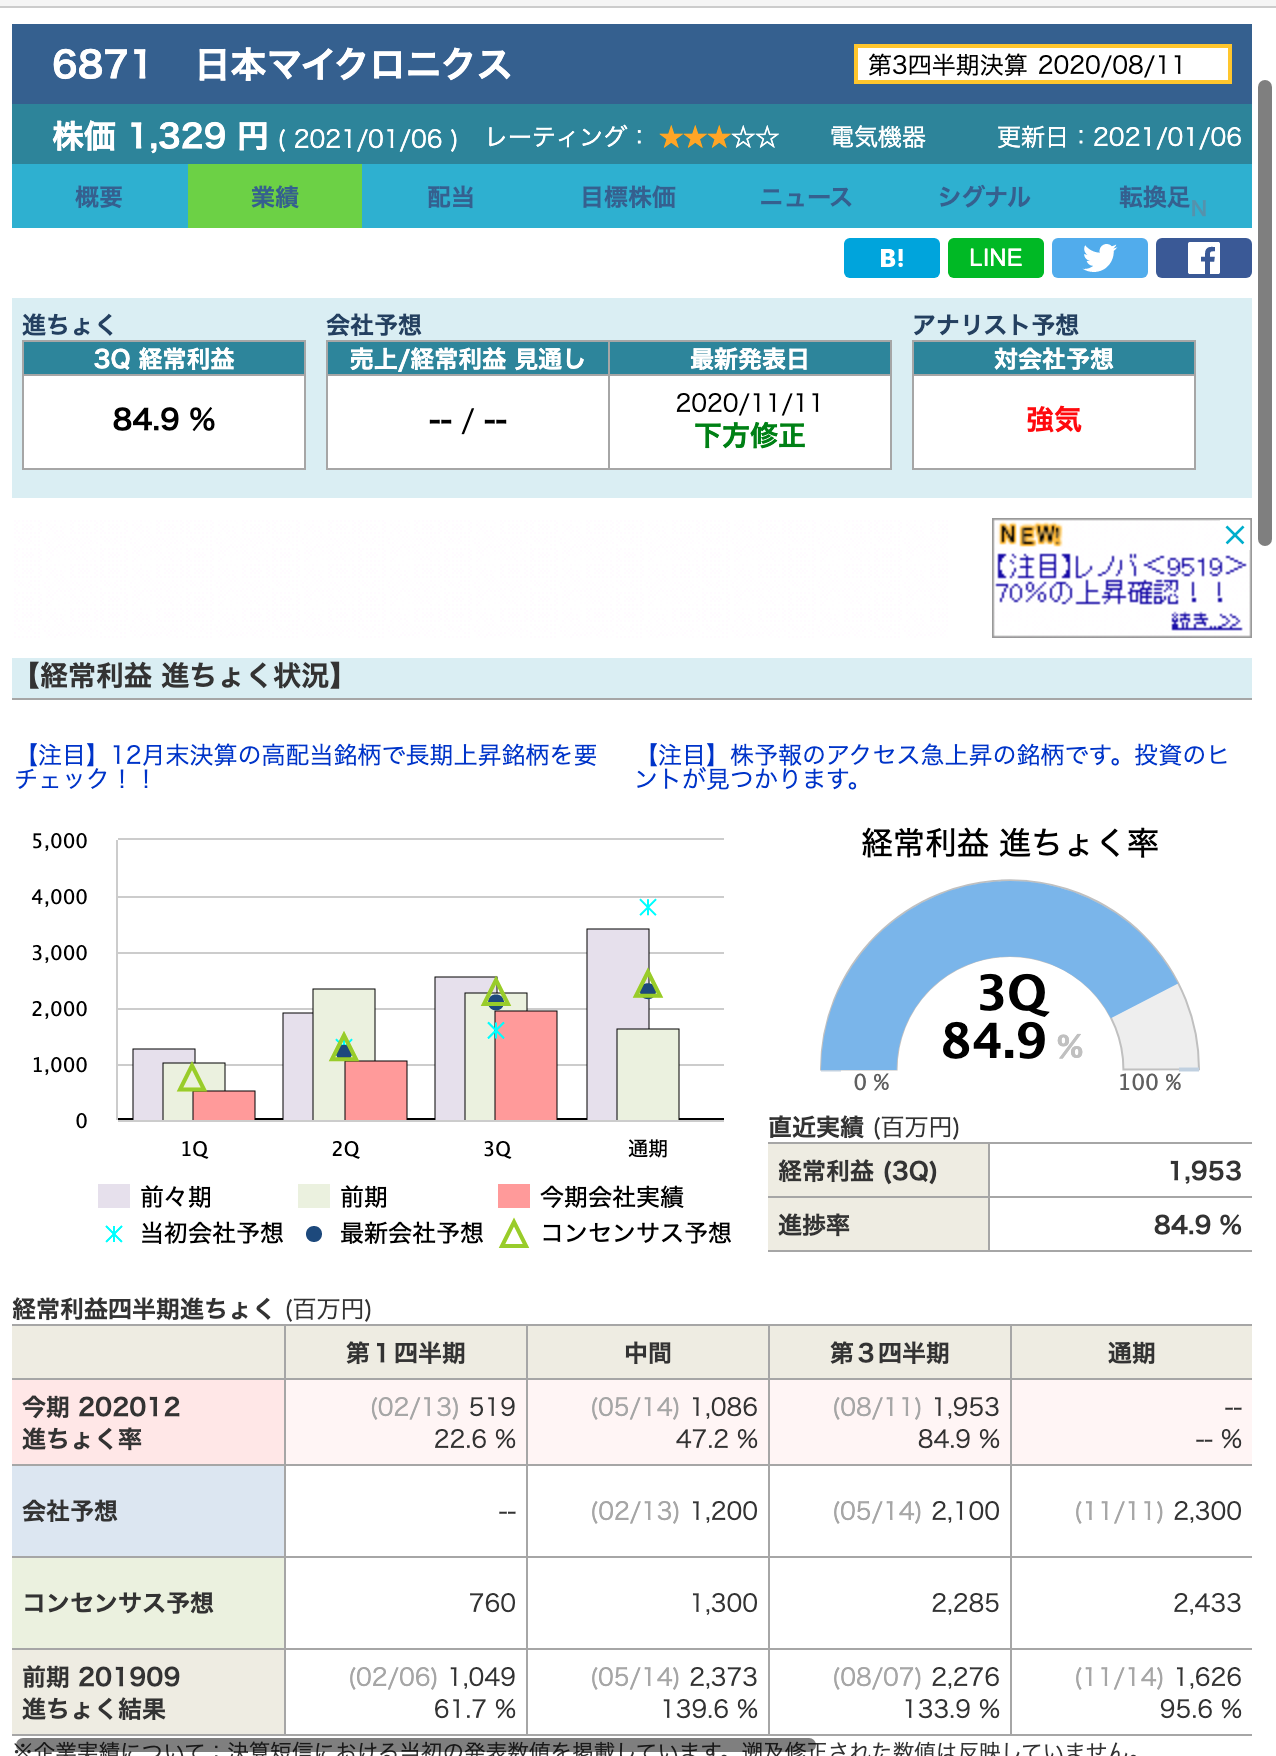 6871　日本マイクロニクス
第3四半期決算 2020/08/11
株価 1,329 円 ( 2021/01/06 ) レーティング： ★★★☆☆ 電気機器 更新日：2021/01/06
概要 業績 配当 目標株価 ニュース シグナル 転換足N
B! LINE
進ちょく 会社予想 アナリスト予想
3Q 経常利益 売上/経常利益 見通し 最新発表日 対会社予想
84.9 % -- / -- 2020/11/11 下方修正 強気
NEW!
【注目】レノバ<9519>
70%の上昇確認！！
続き..>>
【経常利益 進ちょく状況】
【注目】12月末決算の高配当銘柄で長期上昇銘柄を要
チェック！！
【注目】株予報のアクセス急上昇の銘柄です。投資のヒ
ントが見つかります。
5,000
4,000
3,000
2,000
1,000
0
1Q 2Q 3Q 通期
前々期 前期 今期会社実績
当初会社予想 最新会社予想 コンセンサス予想
経常利益 進ちょく率
3Q
84.9 %
0 % 100 %
直近実績 (百万円)
経常利益 (3Q) 1,953
進捗率 84.9 %
経常利益四半期進ちょく (百万円)
第１四半期 中間 第３四半期 通期
今期 202012 (02/13) 519 (05/14) 1,086 (08/11) 1,953 --
進ちょく率 22.6 % 47.2 % 84.9 % -- %
会社予想 -- (02/13) 1,200 (05/14) 2,100 (11/11) 2,300
コンセンサス予想 760 1,300 2,285 2,433
前期 201909 (02/06) 1,049 (05/14) 2,373 (08/07) 2,276 (11/14) 1,626
進ちょく結果 61.7 % 139.6 % 133.9 % 95.6 %
※企業実績について：決算短信における当初の発表数値を掲載しています。遡及修正された数値は反映していません。